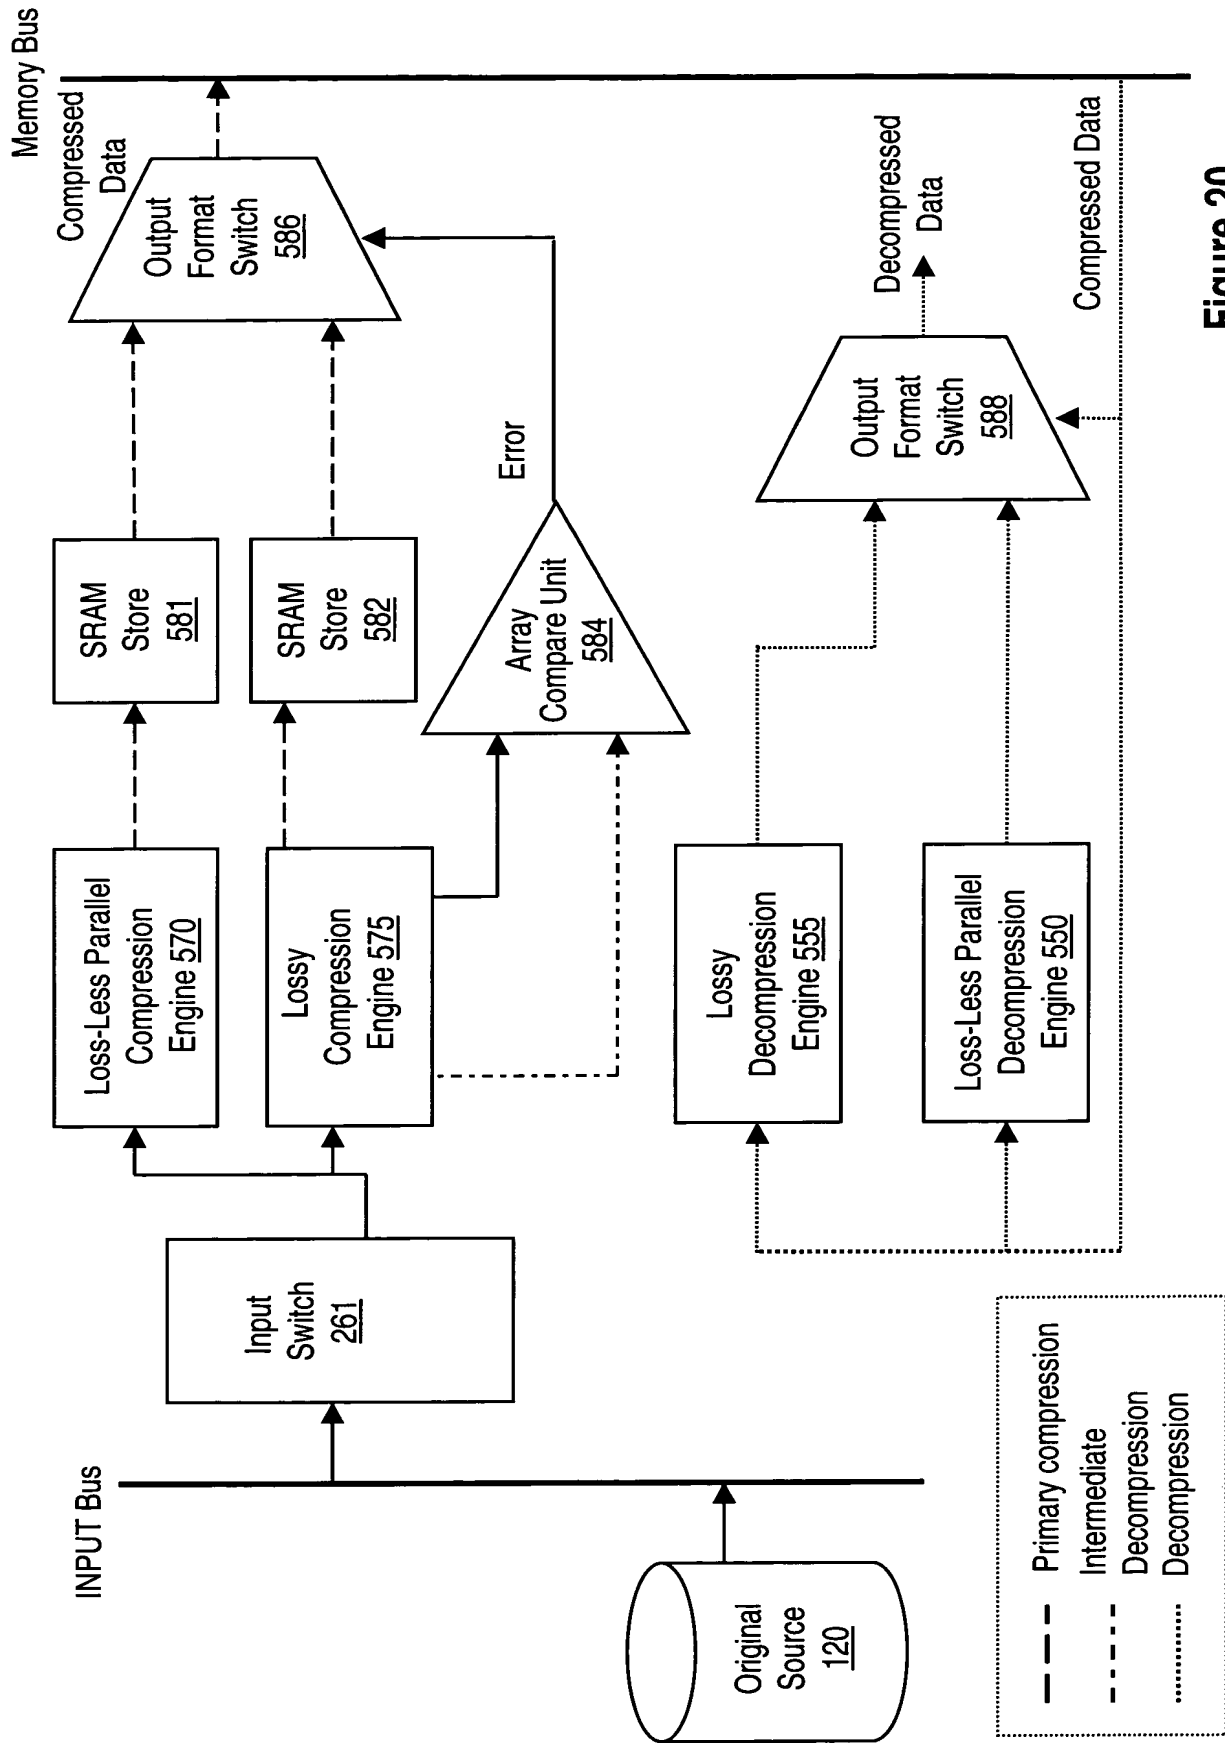 Memory Bus
Compressed
Data
Output
Format
Switch
586
SRAM
Store
581
SRAM
Store
582
Error
Array
Compare Unit
584
Loss-Less Parallel
Compression
Engine 570
Lossy
Compression
Engine 575
Input
Switch
261
INPUT Bus
Original
Source
120
Decompressed
Data
Output
Format
Switch
588
Compressed Data
Lossy
Decompression
Engine 555
Loss-Less Parallel
Decompression
Engine 550
Primary compression
Intermediate
Decompression
Decompression
Figure 20